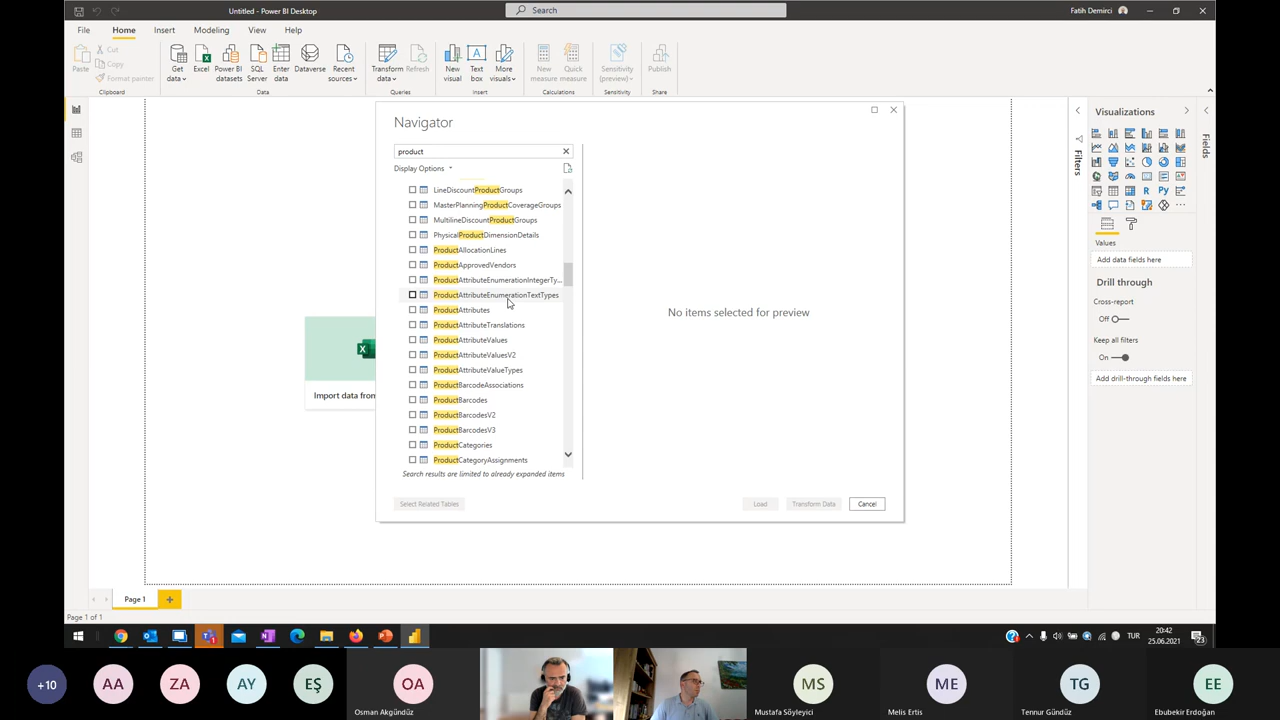 Untitled - Power BI Desktop
Search
Fatih Demirci
File
Home
Insert
Modeling
View
Help
Paste
Cut
Copy
Format painter
Get data
Excel
Power BI datasets
SQL Server
Enter data
Dataverse
Recent sources
Transform data
Refresh
New visual
Text box
More visuals
New measure
Quick measure
Sensitivity (preview)
Publish
Clipboard
Data
Queries
Insert
Calculations
Sensitivity
Share
Navigator
product
Display Options
LineDiscountProductGroups
MasterPlanningProductCoverageGroups
MultilineDiscountProductGroups
PhysicalProductDimensionDetails
ProductAllocationLines
ProductApprovedVendors
ProductAttributeEnumerationIntegerTy...
ProductAttributeEnumerationTextTypes
ProductAttributes
ProductAttributeTranslations
ProductAttributeValues
ProductAttributeValuesV2
ProductAttributeValueTypes
ProductBarcodeAssociations
ProductBarcodes
ProductBarcodesV2
ProductBarcodesV3
ProductCategories
ProductCategoryAssignments
Search results are limited to already expanded items
No items selected for preview
Select Related Tables
Load
Transform Data
Cancel
Import data from
Filters
Visualizations
Fields
Values
Add data fields here
Drill through
Cross-report
Off
Keep all filters
On
Add drill-through fields here
Page 1
Page 1 of 1
TUR
20:42
25.06.2021
23
+10
AA
ZA
AY
EŞ
OA
Osman Akgündüz
MS
Mustafa Söyleyici
ME
Melis Ertis
TG
Tennur Gündüz
EE
Ebubekir Erdoğan